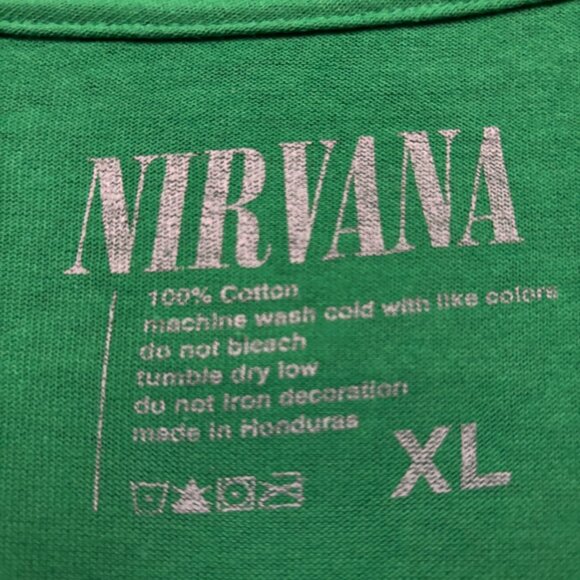 NIRVANA
100% Cotton
machine wash cold with like colors
do not bleach
tumble dry low
do not iron decoration
made in Honduras
XL